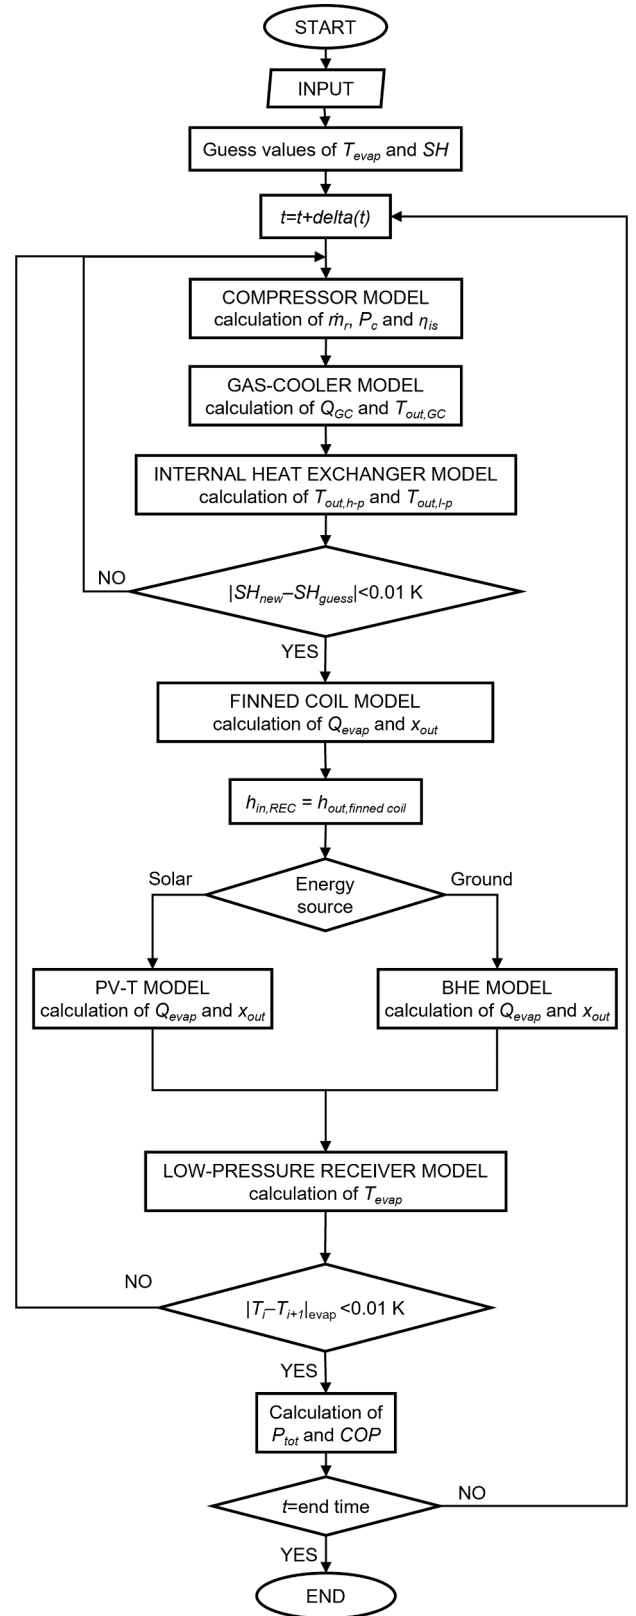 START
INPUT
Guess values of Tevap and SH
t=t+delta(t)
COMPRESSOR MODEL
calculation of ṁr, Pc and ηis
GAS-COOLER MODEL
calculation of QGC and Tout,GC
INTERNAL HEAT EXCHANGER MODEL
calculation of Tout,h-p and Tout,l-p
NO
|SHnew–SHguess|<0.01 K
YES
FINNED COIL MODEL
calculation of Qevap and xout
hin,REC = hout,finned coil
Solar
Energy
source
Ground
PV-T MODEL
calculation of Qevap and xout
BHE MODEL
calculation of Qevap and xout
LOW-PRESSURE RECEIVER MODEL
calculation of Tevap
NO
|Ti–Ti+1|evap <0.01 K
YES
Calculation of
Ptot and COP
t=end time
NO
YES
END